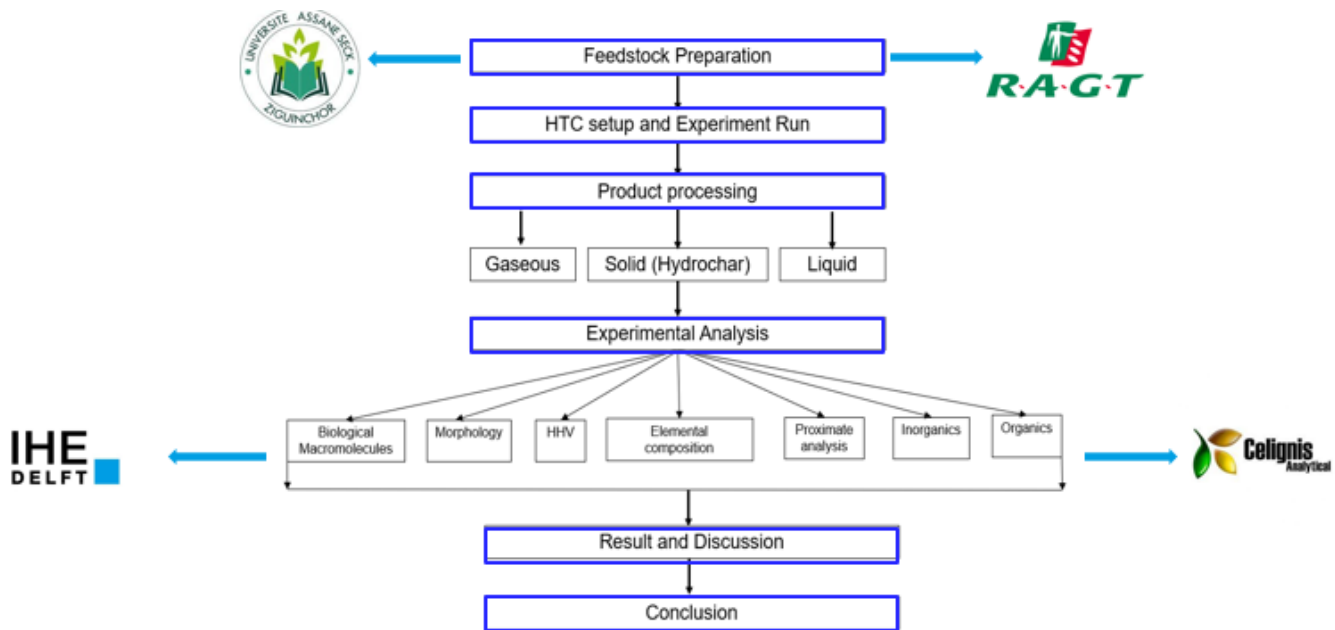 UNIVERSITE ASSANE SECK
ZIGUINCHOR
Feedstock Preparation
R·A·G·T
HTC setup and Experiment Run
Product processing
Gaseous
Solid (Hydrochar)
Liquid
Experimental Analysis
Biological
Macromolecules
Morphology
HHV
Elemental
composition
Proximate
analysis
Inorganics
Organics
IHE
DELFT
Celignis
Analytical
Result and Discussion
Conclusion